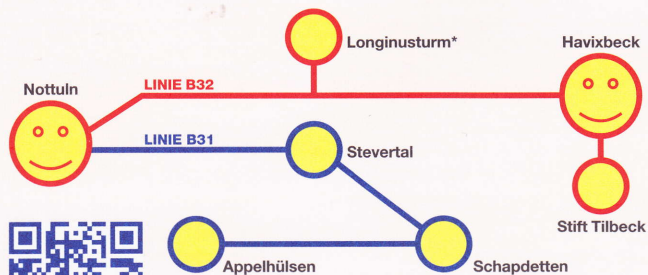 Longinusturm*
Havixbeck
Nottuln
LINIE B32
LINIE B31
Stevertal
Stift Tilbeck
Appelhülsen
Schapdetten